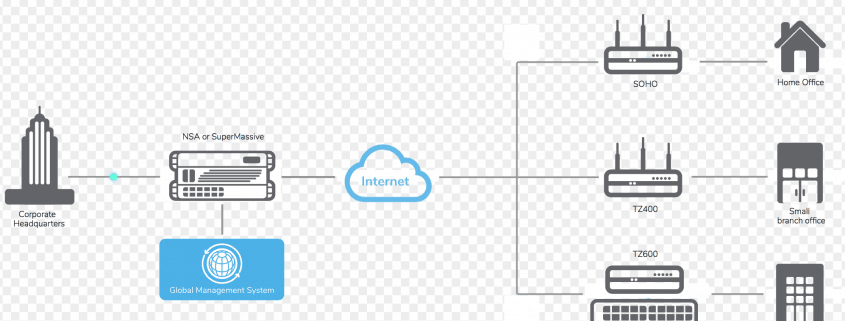 SOHO
Home Office
NSA or SuperMassive
Internet
Corporate
Headquarters
TZ400
Small
branch office
Global Management System
TZ600